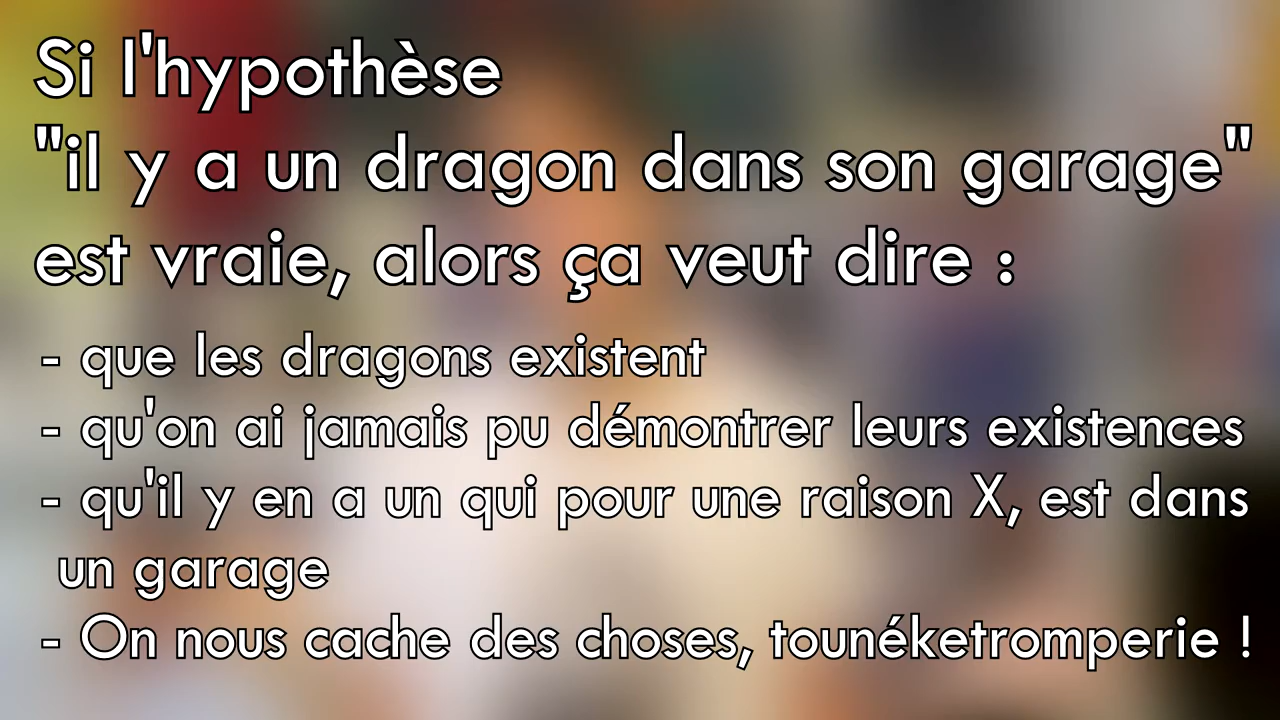 Si l'hypothèse
"il y a un dragon dans son garage"
est vraie, alors ça veut dire :
- que les dragons existent
- qu'on ai jamais pu démontrer leurs existences
- qu'il y en a un qui pour une raison X, est dans
un garage
- On nous cache des choses, tounéketromperie !